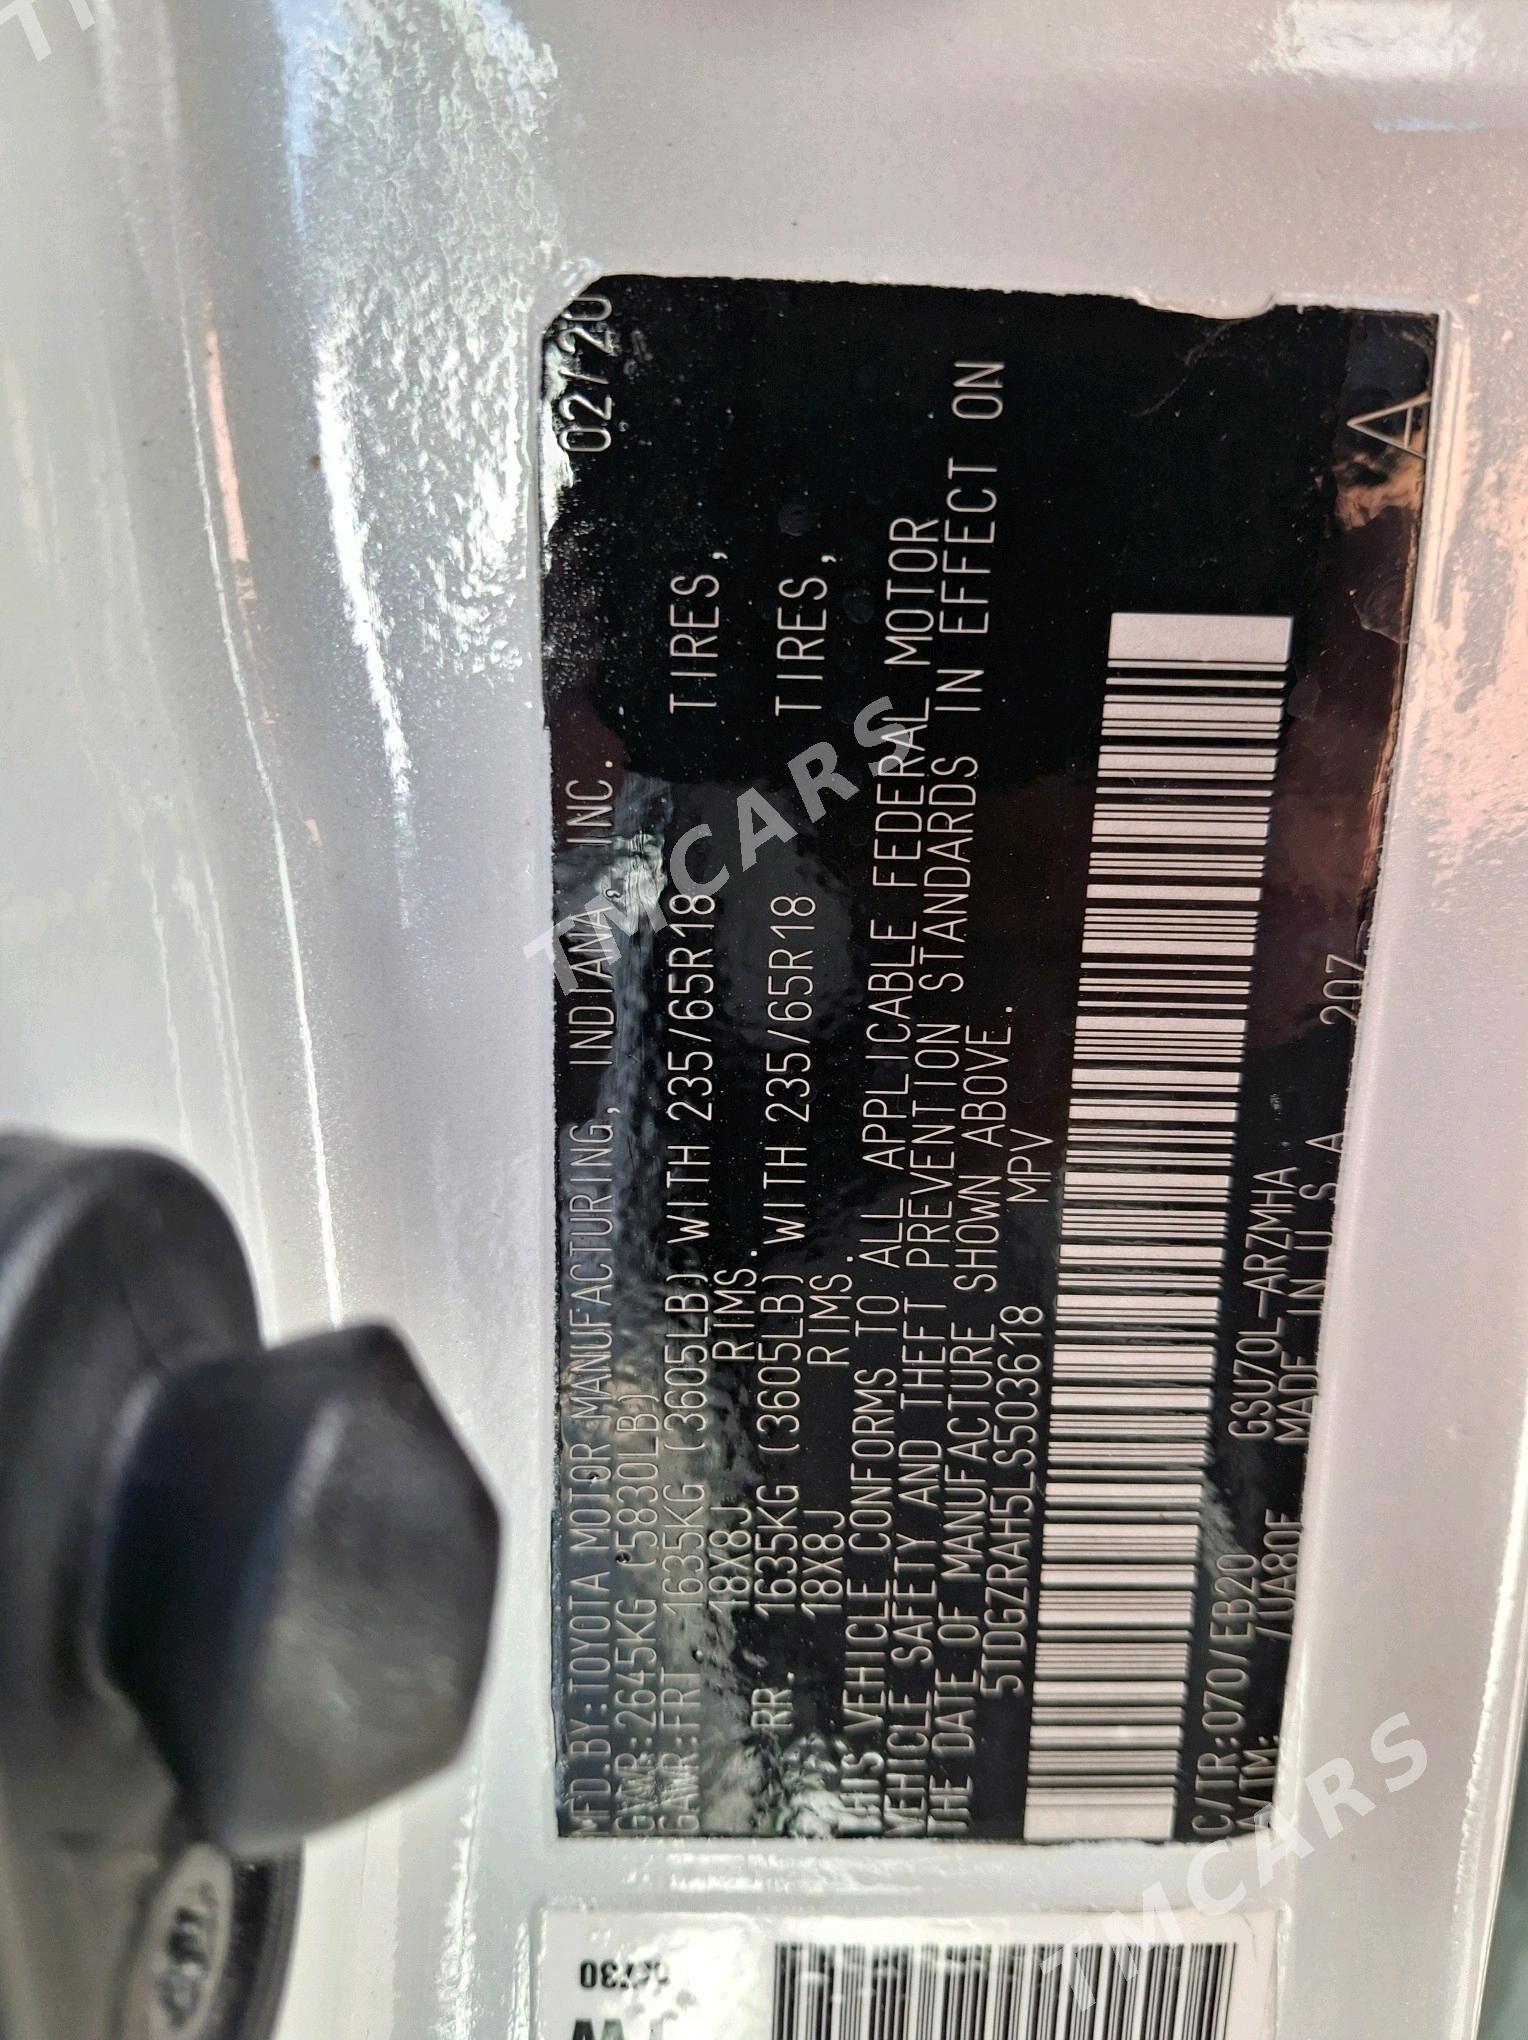 MFD.BY:TOYOTA MOTOR MANUFACTURING, INDIANA, INC. 02/20
GVWR:2645KG (5830LB)
GAWR:FRT. 1635KG (3605LB) WITH 235/65R18 TIRES,
18X8J RIMS.
RR. 1635KG (3605LB) WITH 235/65R18 TIRES,
18X8J RIMS.
THIS VEHICLE CONFORMS TO ALL APPLICABLE FEDERAL MOTOR
VEHICLE SAFETY AND THEFT PREVENTION STANDARDS IN EFFECT ON
THE DATE OF MANUFACTURE SHOWN ABOVE.
5TDGZRAH5LS503618 MPV
C/TR:070/EB20 GSU70L-ARZMHA
A/TM: /UA80F MADE IN U.S.A 207 A
TMCARS
TMCARS